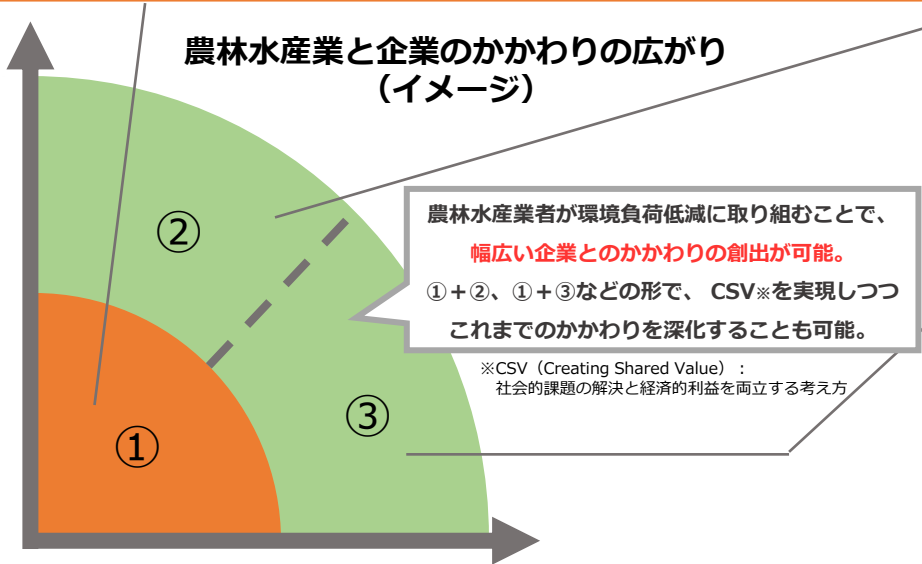 農林水産業と企業のかかわりの広がり
（イメージ）
②
農林水産業者が環境負荷低減に取り組むことで、
幅広い企業とのかかわりの創出が可能。
①＋②、①＋③などの形で、 CSV※を実現しつつ
これまでのかかわりを深化することも可能。
※CSV（Creating Shared Value）：
社会的課題の解決と経済的利益を両立する考え方
③
①